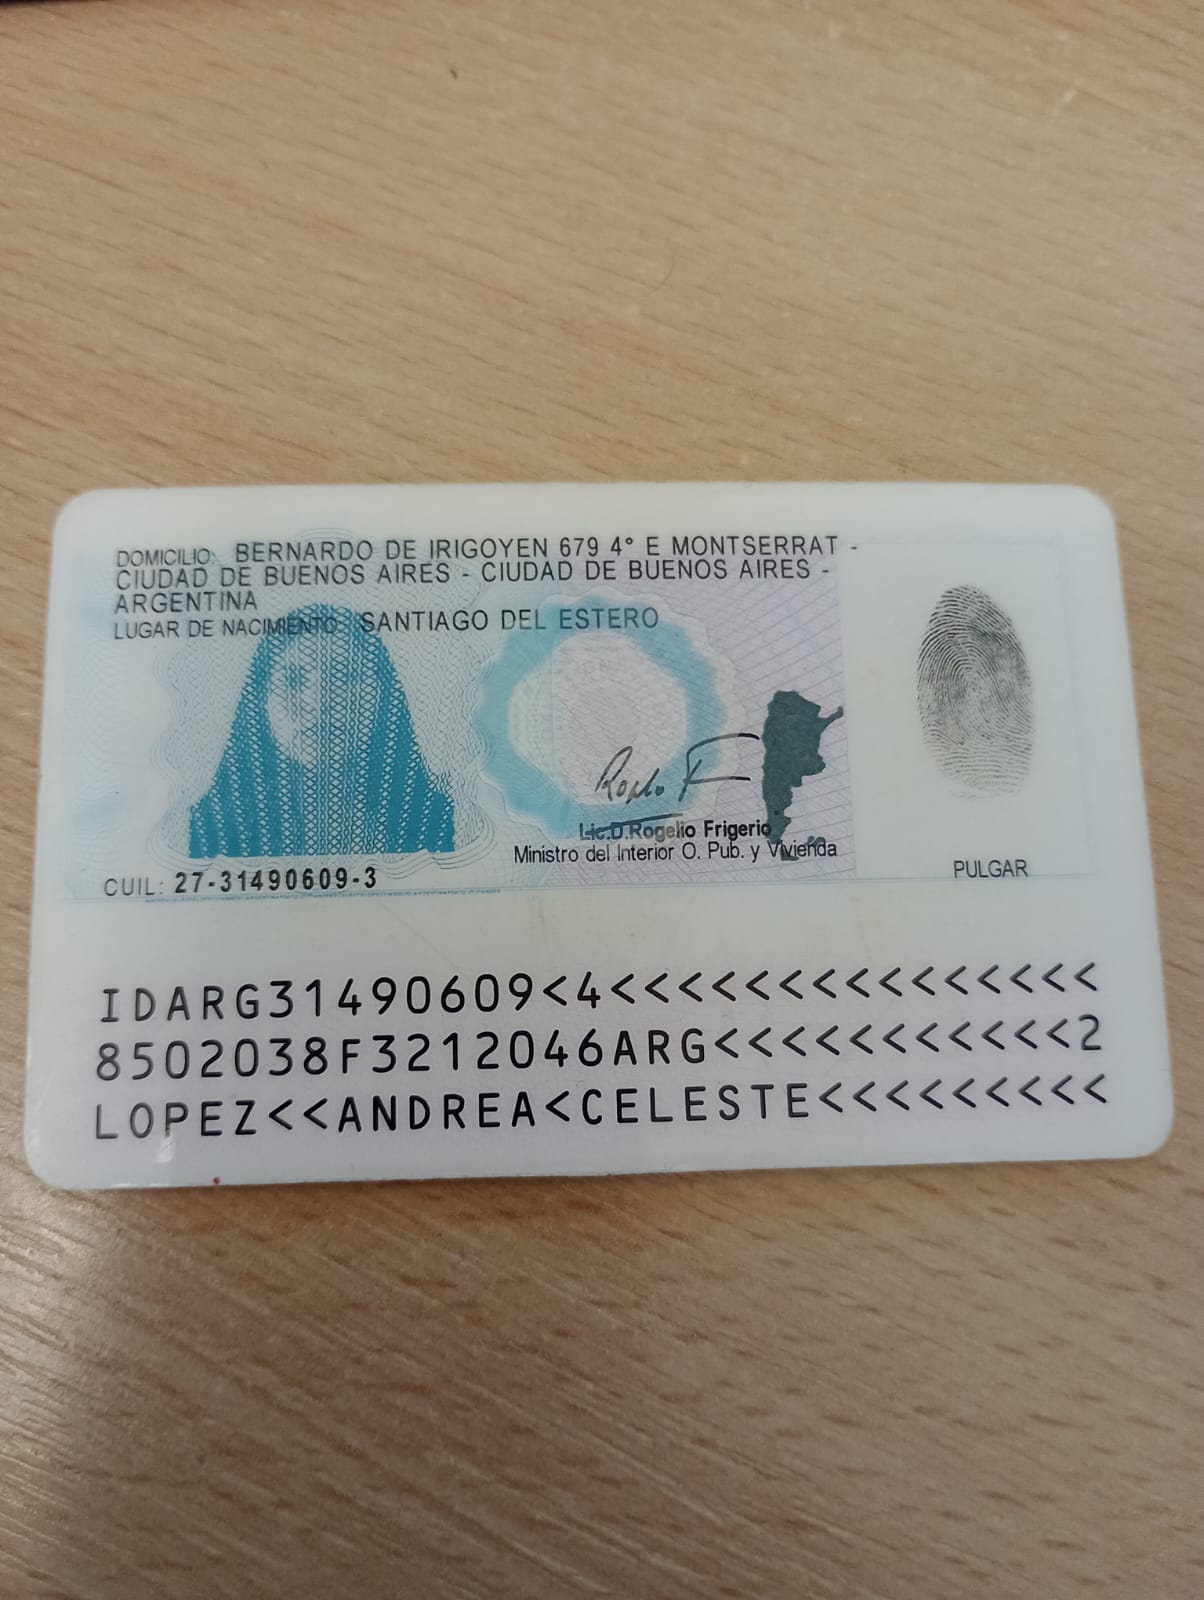 DOMICILIO: BERNARDO DE IRIGOYEN 679 4° E MONTSERRAT -
CIUDAD DE BUENOS AIRES - CIUDAD DE BUENOS AIRES -
ARGENTINA
LUGAR DE NACIMIENTO: SANTIAGO DEL ESTERO
Lic.D.Rogelio Frigerio
Ministro del Interior O. Pub. y Vivienda
PULGAR
CUIL: 27-31490609-3
IDARG31490609<4<<<<<<<<<<<<<<<
8502038F3212046ARG<<<<<<<<<<<2
LOPEZ<<ANDREA<CELESTE<<<<<<<<<